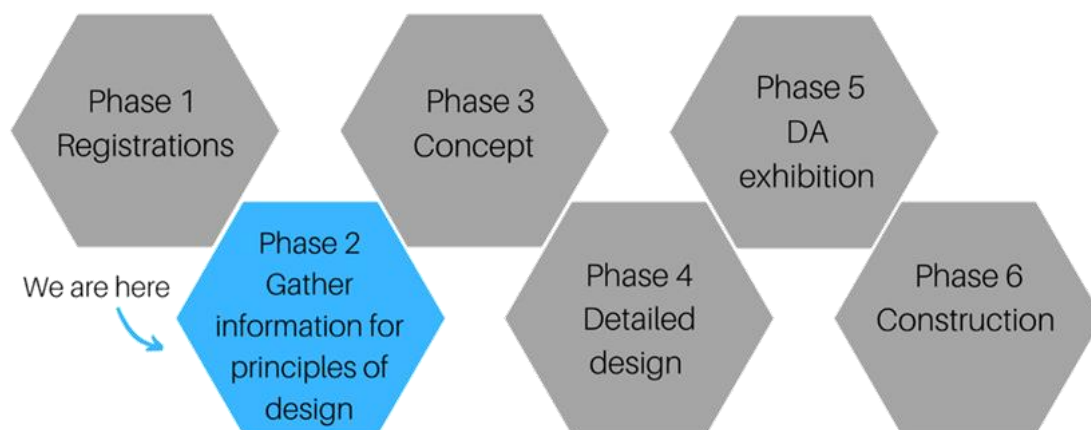 Phase 1
Registrations
We are here
Phase 2
Gather
information for
principles of
design
Phase 3
Concept
Phase 4
Detailed
design
Phase 5
DA
exhibition
Phase 6
Construction